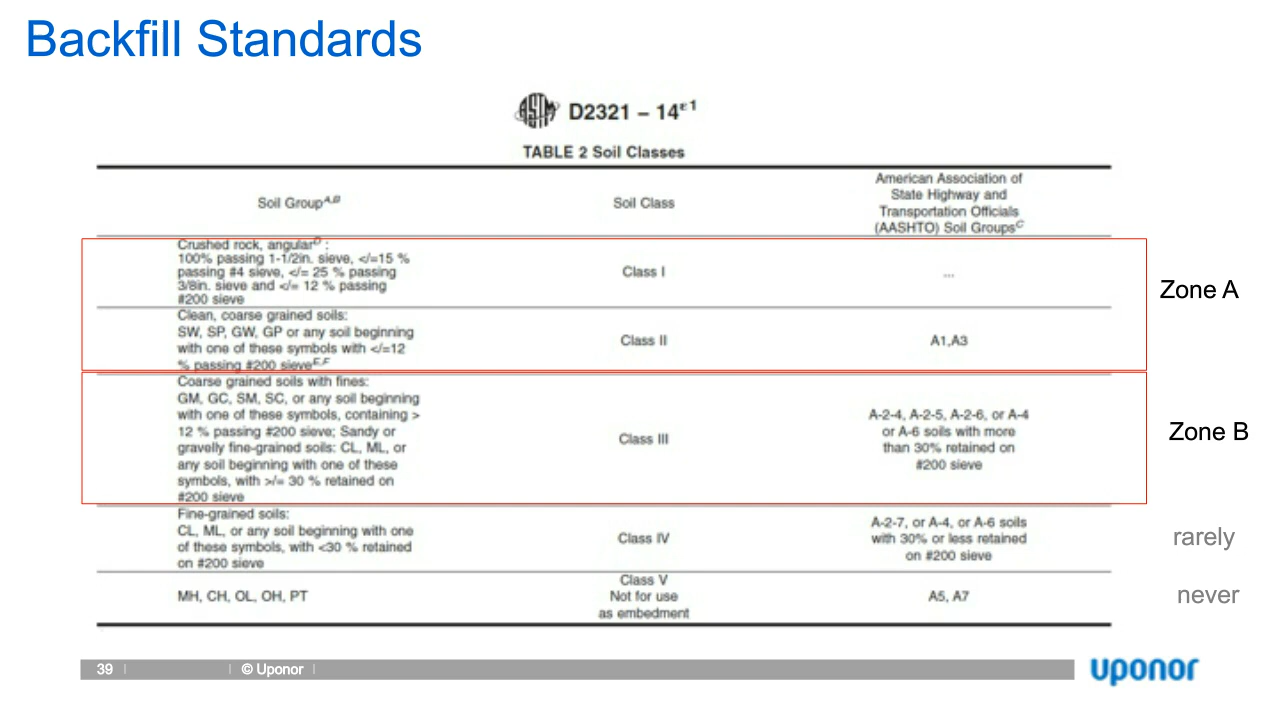 Backfill Standards
ASTM D2321 – 14ε1
TABLE 2 Soil Classes
Soil GroupA,B
Soil Class
American Association of
State Highway and
Transportation Officials
(AASHTO) Soil GroupsC
Crushed rock, angularD :
100% passing 1-1/2in. sieve, </=15 %
passing #4 sieve, </= 25 % passing
3/8in. sieve and </= 12 % passing
#200 sieve
Class I
...
Zone A
Clean, coarse grained soils:
SW, SP, GW, GP or any soil beginning
with one of these symbols with </=12
% passing #200 sieveE,F
Class II
A1,A3
Coarse grained soils with fines:
GM, GC, SM, SC, or any soil beginning
with one of these symbols, containing >
12 % passing #200 sieve; Sandy or
gravelly fine-grained soils: CL, ML, or
any soil beginning with one of these
symbols, with >/= 30 % retained on
#200 sieve
Class III
A-2-4, A-2-5, A-2-6, or A-4
or A-6 soils with more
than 30% retained on
#200 sieve
Zone B
Fine-grained soils:
CL, ML, or any soil beginning with one
of these symbols, with <30 % retained
on #200 sieve
Class IV
A-2-7, or A-4, or A-6 soils
with 30% or less retained
on #200 sieve
rarely
MH, CH, OL, OH, PT
Class V
Not for use
as embedment
A5, A7
never
39
© Uponor
uponor